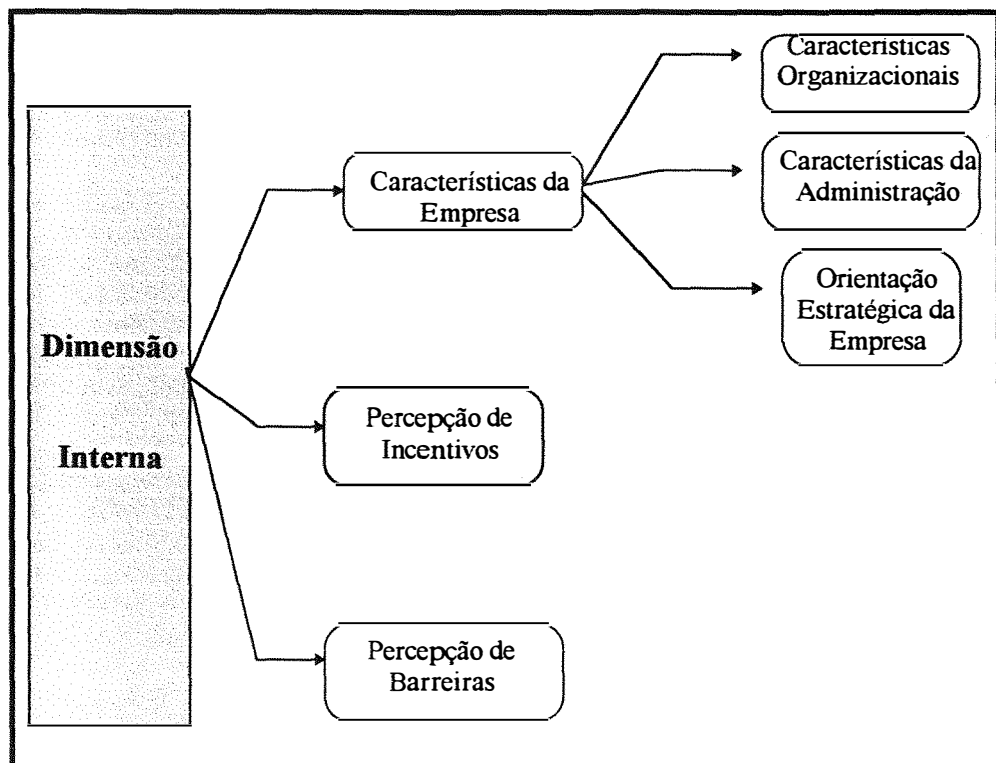 Características
Organizacionais
Características da
Administração
Características da
Empresa
Orientação
Estratégica da
Empresa
Dimensão
Interna
Percepção de
Incentivos
Percepção de
Barreiras